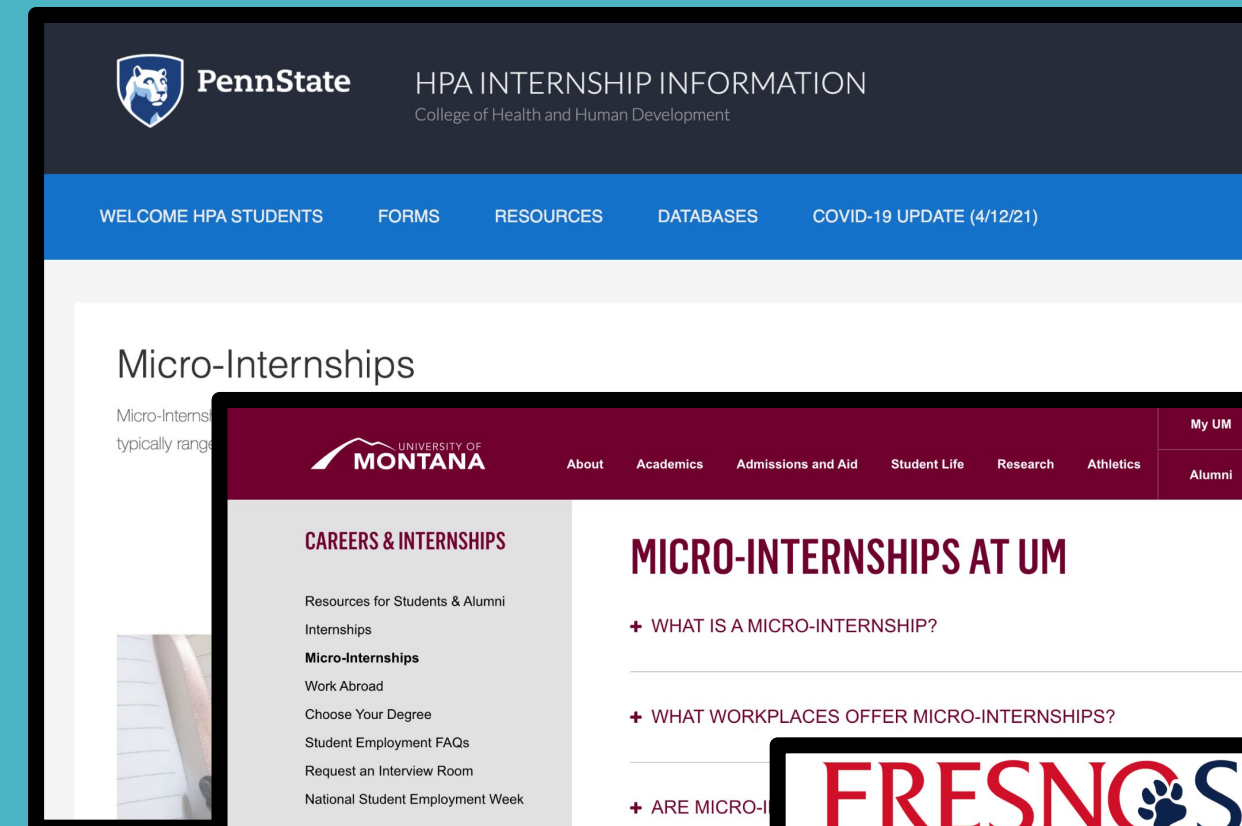 PennState
HPA INTERNSHIP INFORMATION
College of Health and Human Development
WELCOME HPA STUDENTS FORMS RESOURCES DATABASES COVID-19 UPDATE (4/12/21)
Micro-Internships
typically range
UNIVERSITY OF
MONTANA
About Academics Admissions and Aid Student Life Research Athletics
My UM
Alumni
CAREERS & INTERNSHIPS
Resources for Students & Alumni
Internships
Micro-Internships
Work Abroad
Choose Your Degree
Student Employment FAQs
Request an Interview Room
National Student Employment Week
MICRO-INTERNSHIPS AT UM
+ WHAT IS A MICRO-INTERNSHIP?
+ WHAT WORKPLACES OFFER MICRO-INTERNSHIPS?
+ ARE
FRESNO